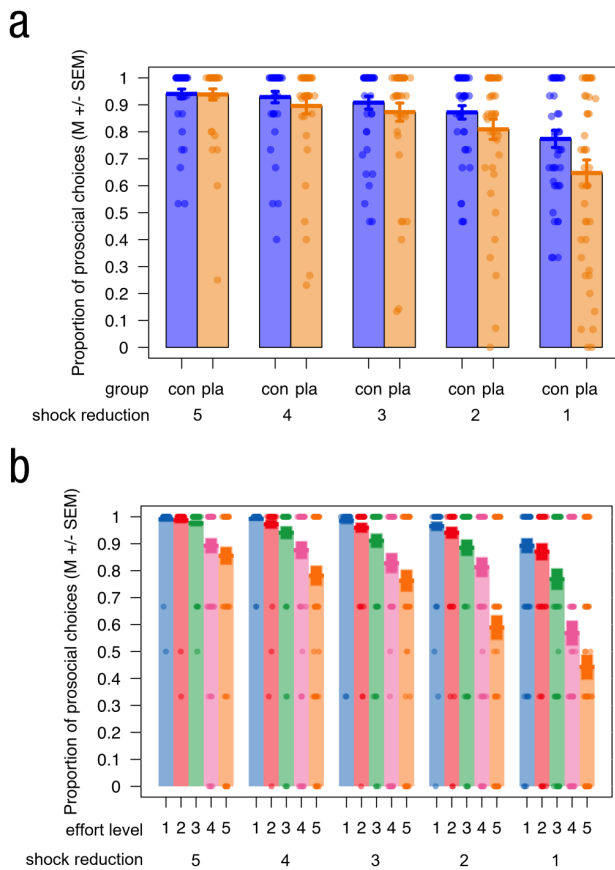 a
Proportion of prosocial choices (M +/- SEM)
1
0.9
0.8
0.7
0.6
0.5
0.4
0.3
0.2
0.1
0
group con pla con pla con pla con pla con pla
shock reduction 5 4 3 2 1
b
Proportion of prosocial choices (M +/- SEM)
1
0.9
0.8
0.7
0.6
0.5
0.4
0.3
0.2
0.1
0
effort level 1 2 3 4 5 1 2 3 4 5 1 2 3 4 5 1 2 3 4 5 1 2 3 4 5
shock reduction 5 4 3 2 1